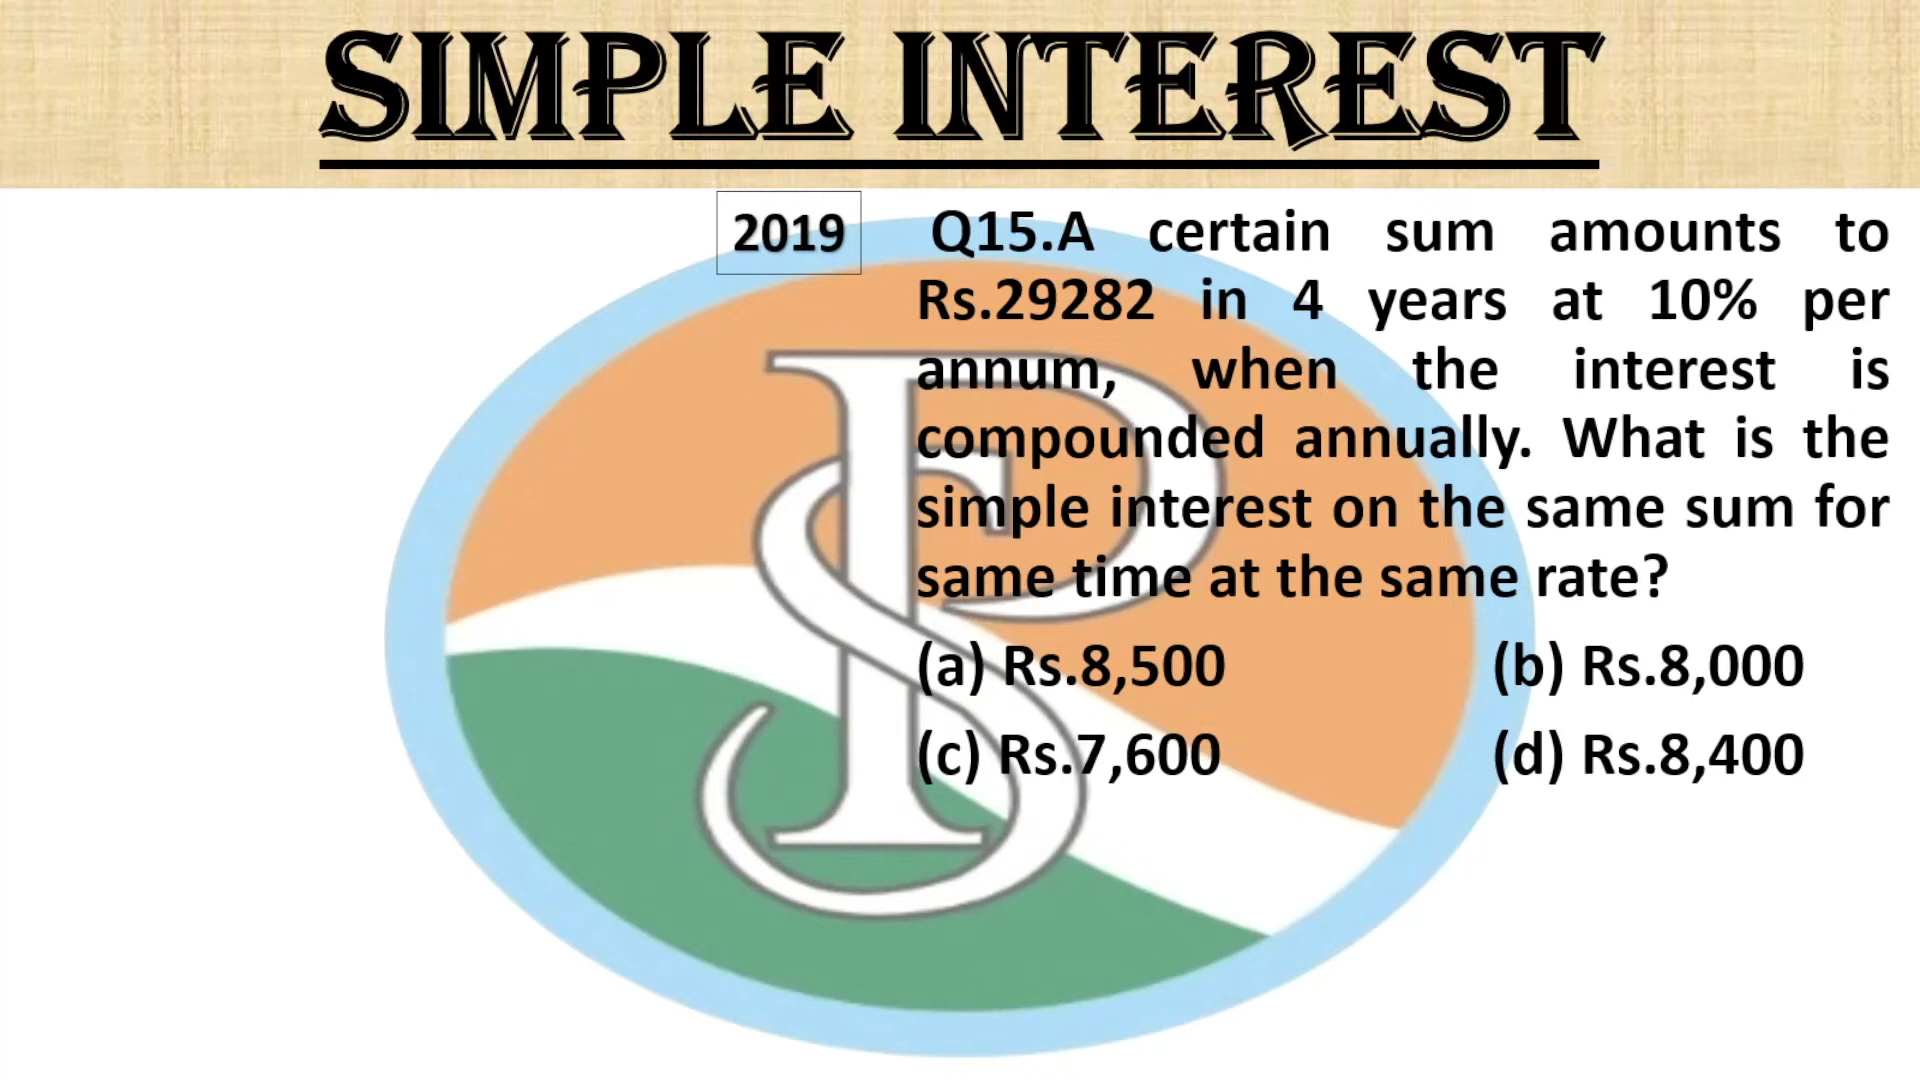 SIMPLE INTEREST
2019
Q15.A certain sum amounts to
Rs.29282 in 4 years at 10% per
annum, when the interest is
compounded annually. What is the
simple interest on the same sum for
same time at the same rate?
(a) Rs.8,500 (b) Rs.8,000
(c) Rs.7,600 (d) Rs.8,400